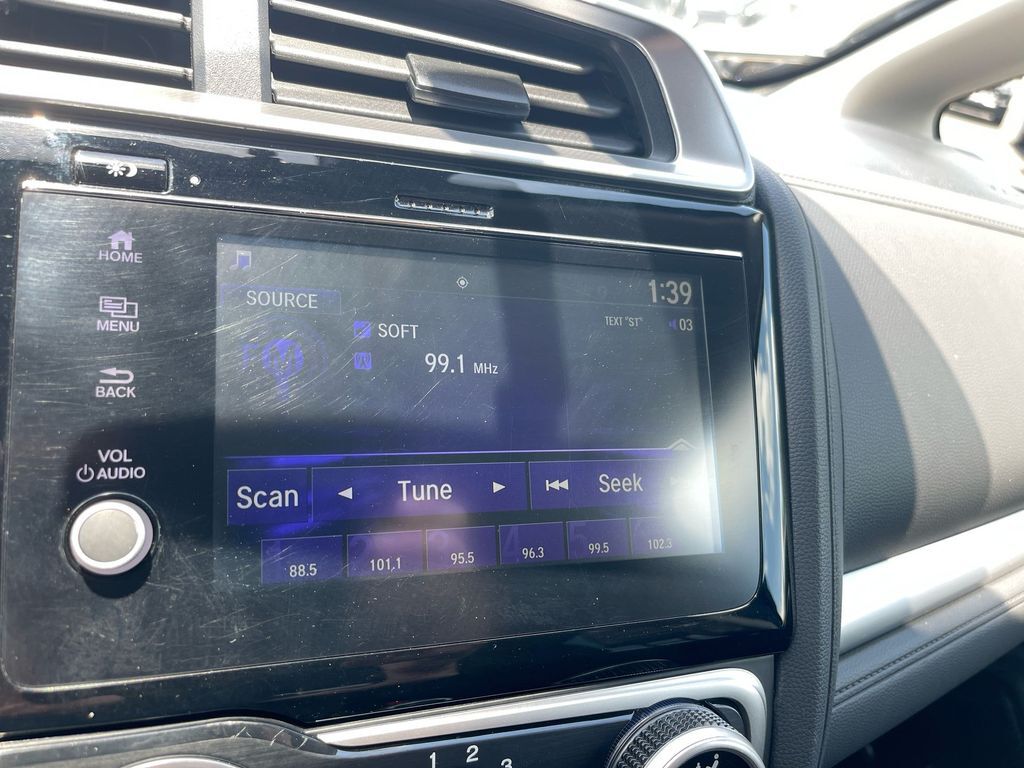 HOME
MENU
BACK
VOL
AUDIO
SOURCE
1:39
TEXT "ST"
03
SOFT
99.1 MHz
Scan
Tune
Seek
88.5
101.1
95.5
96.3
99.5
102.3
1 2 3